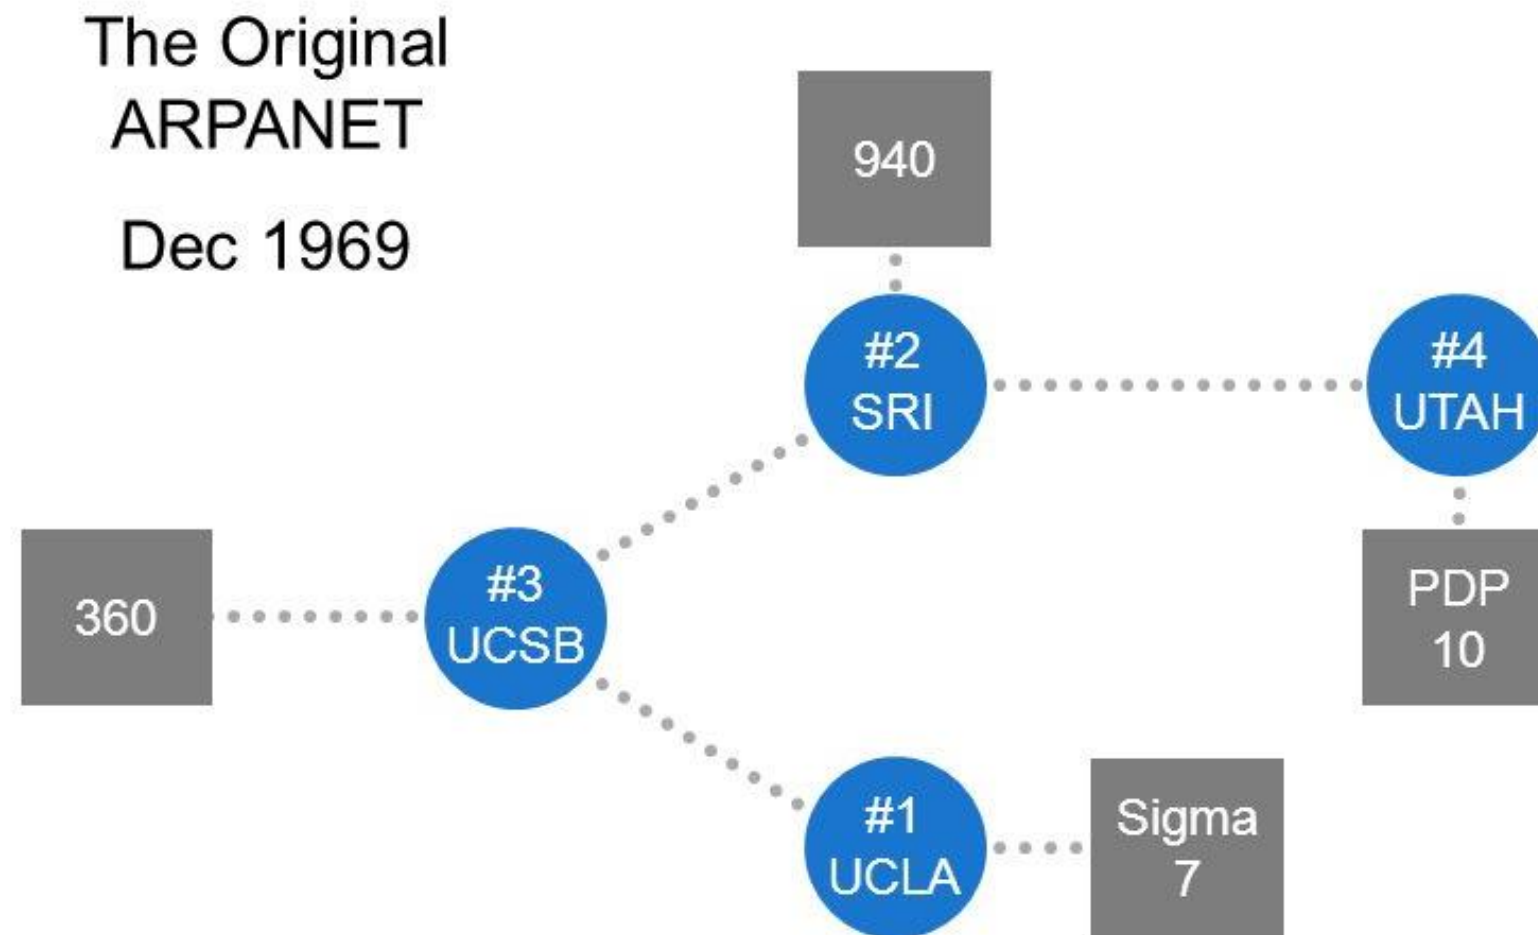 The Original
ARPANET
Dec 1969
940
#2
SRI
#4
UTAH
360
#3
UCSB
PDP
10
#1
UCLA
Sigma
7